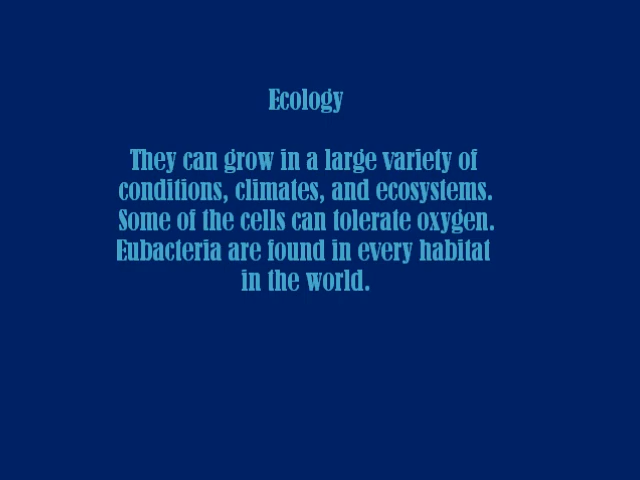 Ecology
They can grow in a large variety of
conditions, climates, and ecosystems.
Some of the cells can tolerate oxygen.
Eubacteria are found in every habitat
in the world.